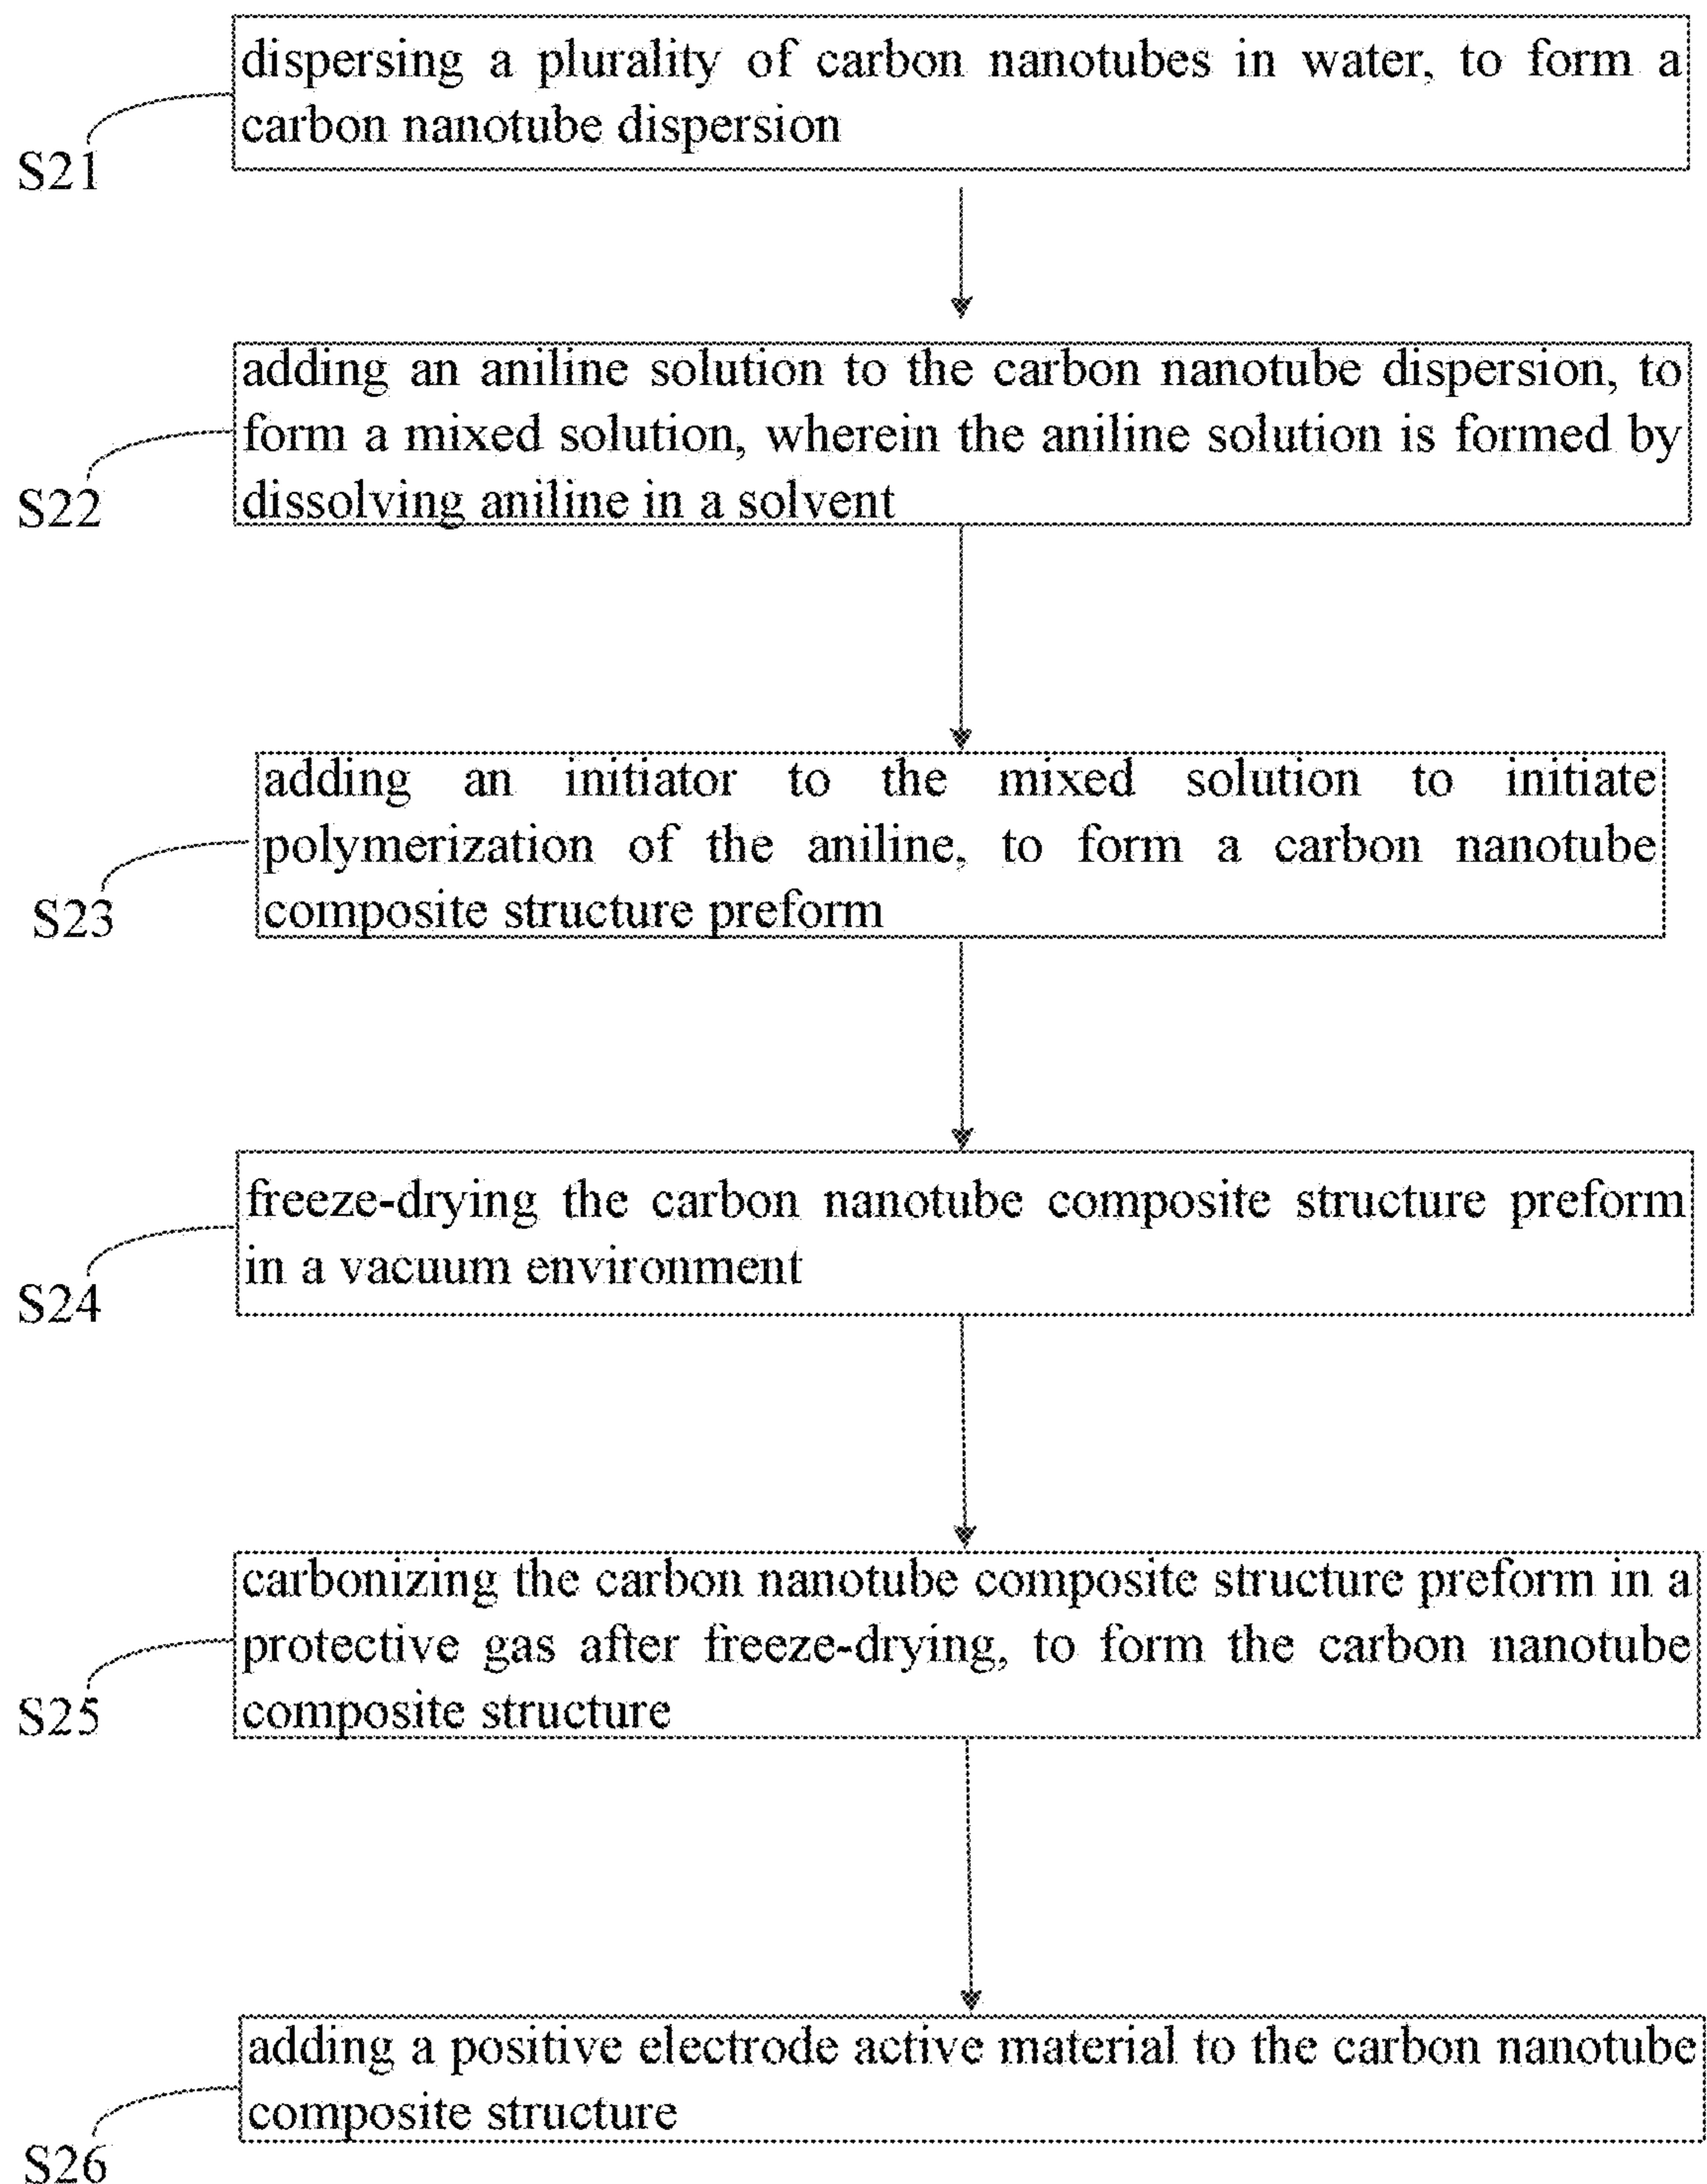 dispersing a plurality of carbon nanotubes in water, to form a
carbon nanotube dispersion
S21
adding an aniline solution to the carbon nanotube dispersion, to
form a mixed solution, wherein the aniline solution is formed by
dissolving aniline in a solvent
S22
adding an initiator to the mixed solution to initiate
polymerization of the aniline, to form a carbon nanotube
composite structure preform
S23
freeze-drying the carbon nanotube composite structure preform
in a vacuum environment
S24
carbonizing the carbon nanotube composite structure preform in a
protective gas after freeze-drying, to form the carbon nanotube
composite structure
S25
adding a positive electrode active material to the carbon nanotube
composite structure
S26